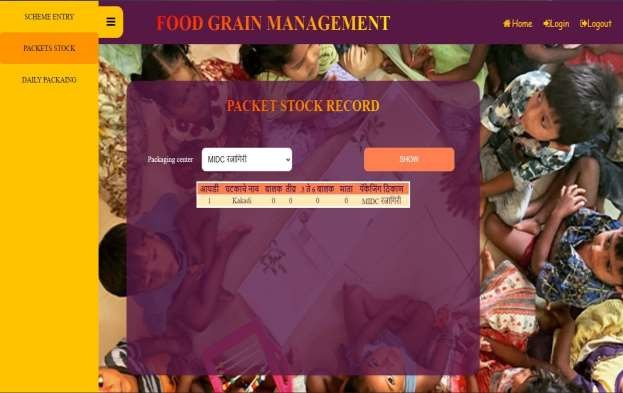 SCHEME ENTRY
PACKETS STOCK
DAILY PACKAING
FOOD GRAIN MANAGEMENT
Home Login Logout
PACKET STOCK RECORD
Packaging center MIDC रत्नागिरी SHOW
आयडी घटकाचे नाव बालक तीव्र 3 ते 6 बालक माता पॅकेजिंग ठिकाण
1 Kakadi 0 0 0 0 MIDC रत्नागिरी